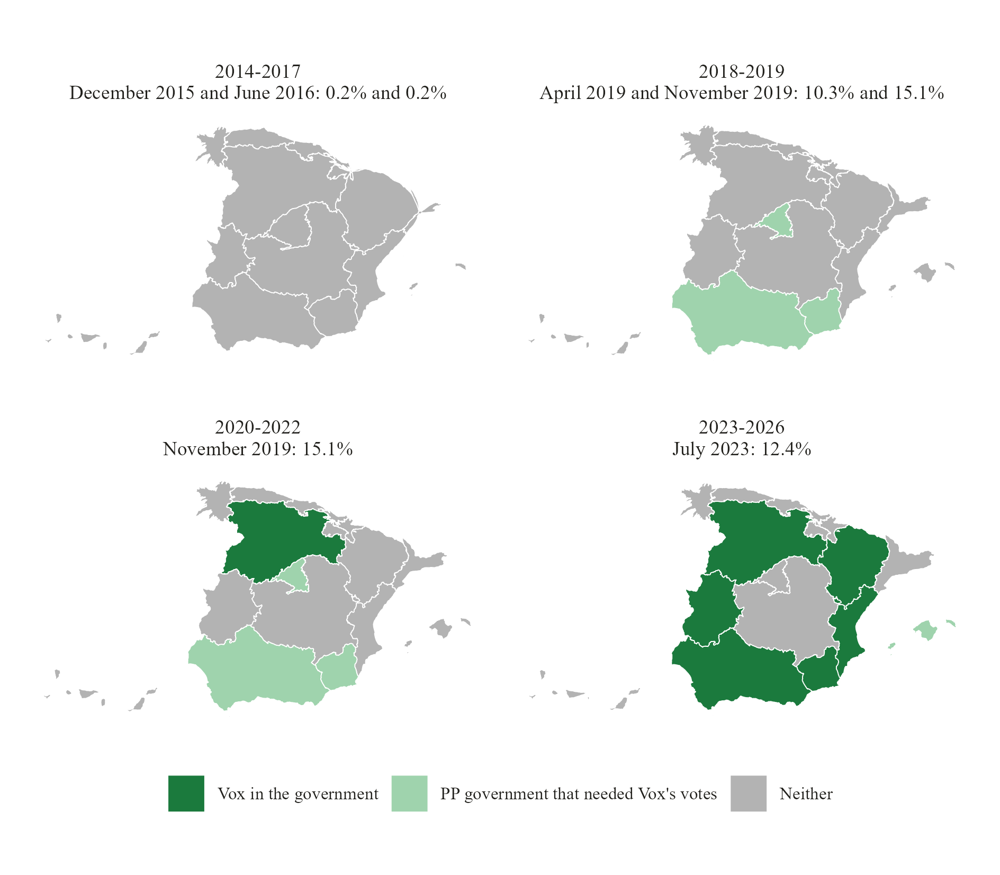 2014-2017
December 2015 and June 2016: 0.2% and 0.2%
2018-2019
April 2019 and November 2019: 10.3% and 15.1%
2020-2022
November 2019: 15.1%
2023-2026
July 2023: 12.4%
Vox in the government
PP government that needed Vox's votes
Neither